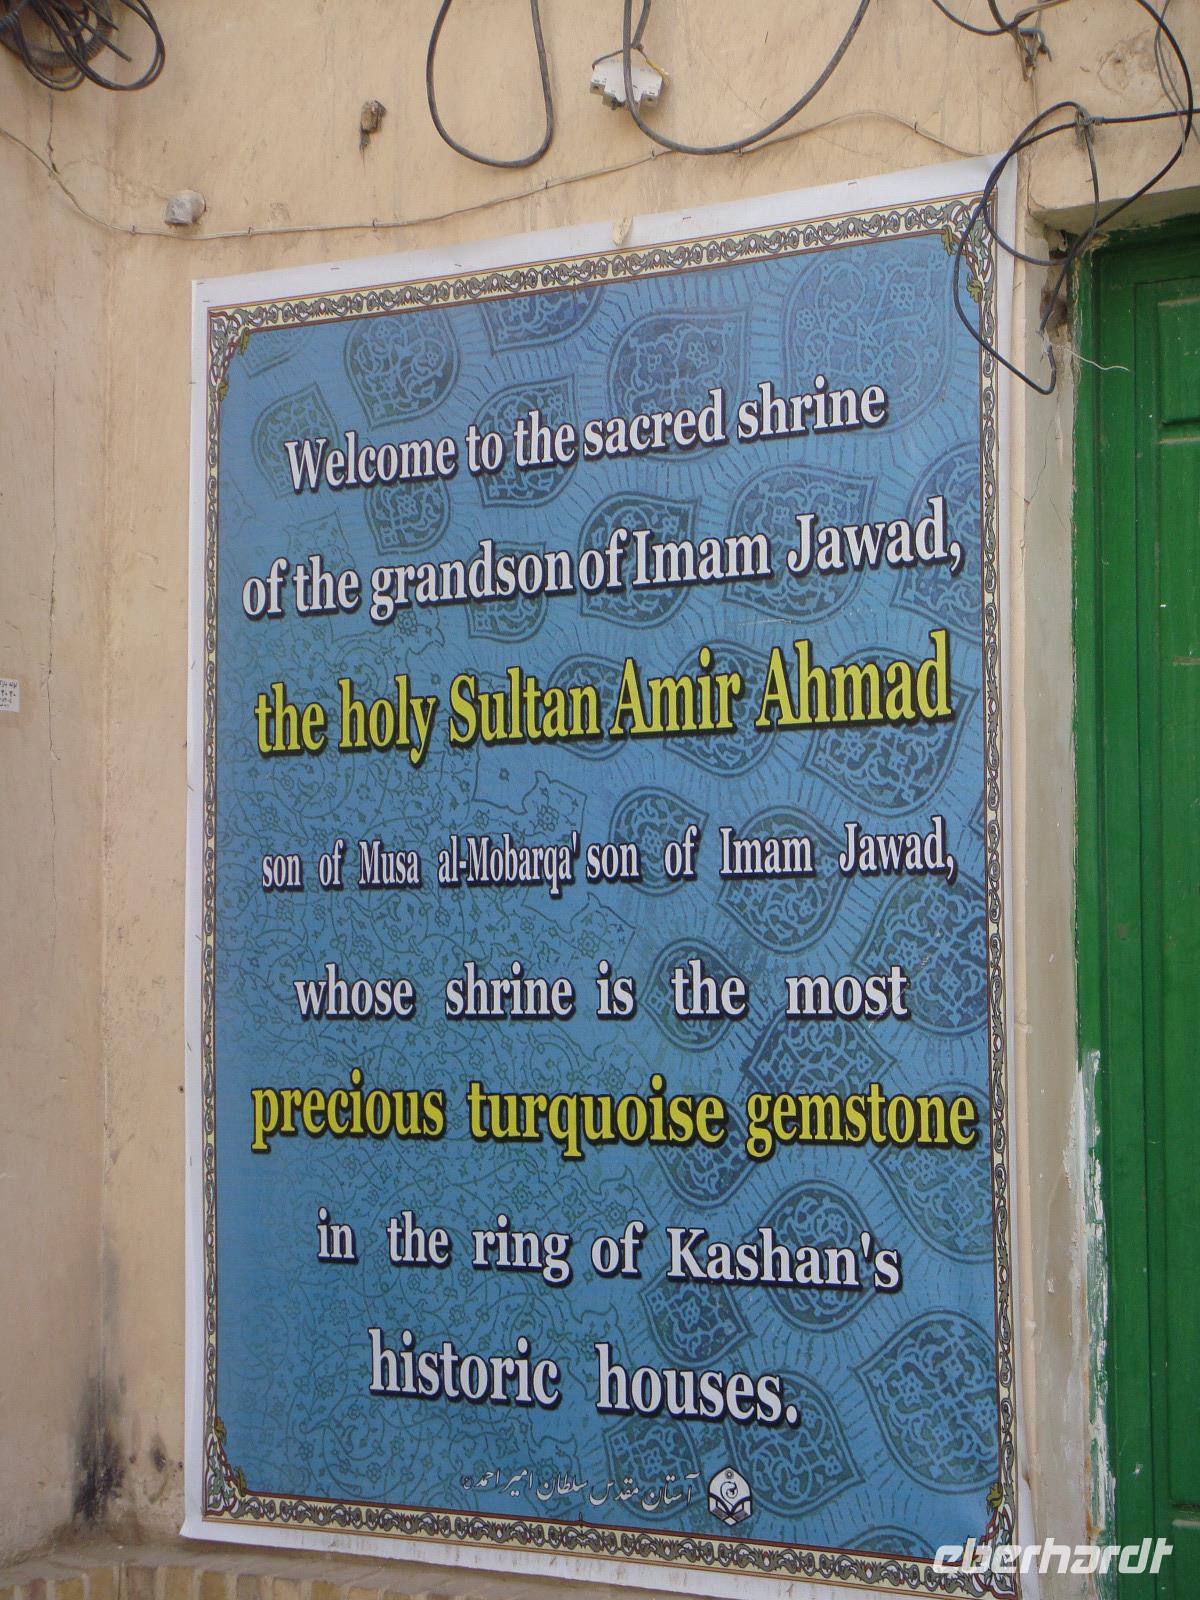 Welcome to the sacred shrine
of the grandson of Imam Jawad,
the holy Sultan Amir Ahmad
son of Musa al-Mobarqa' son of Imam Jawad,
whose shrine is the most
precious turquoise gemstone
in the ring of Kashan's
historic houses.
آستان مقدس سلطان امیر احمد (ع)
eberhardt